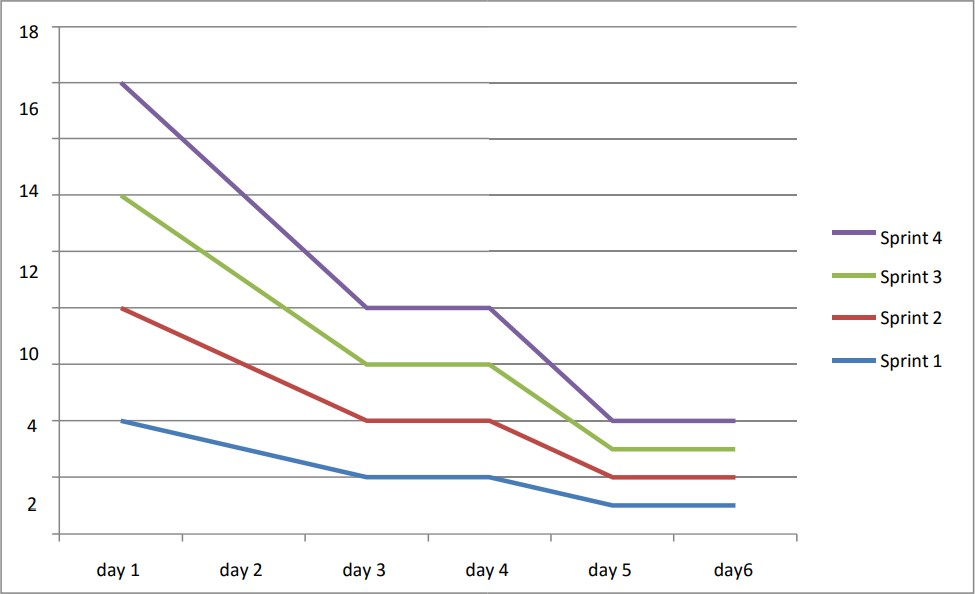 18
16
14
12
10
4
2
day 1 day 2 day 3 day 4 day 5 day6
Sprint 4
Sprint 3
Sprint 2
Sprint 1